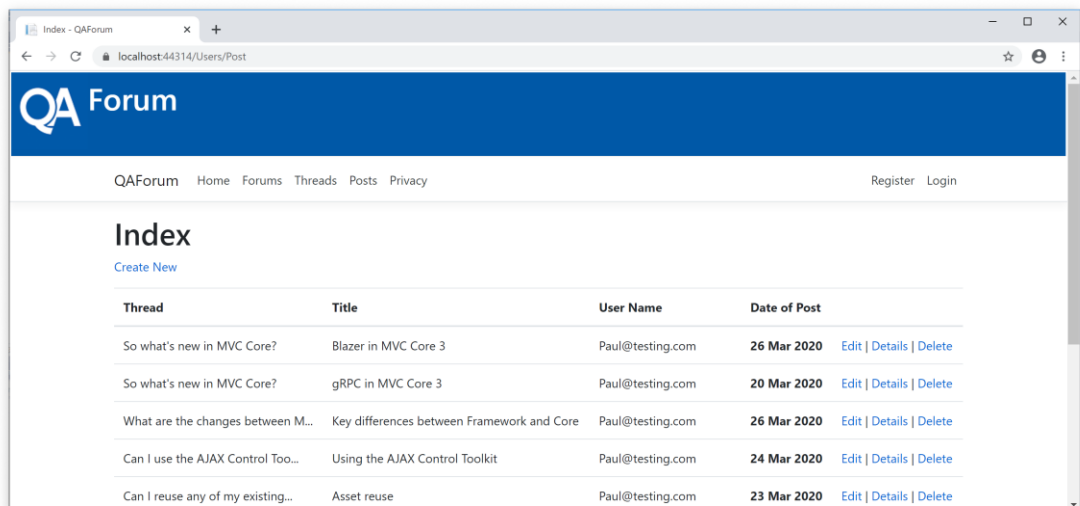 Index - QAForum
localhost:44314/Users/Post
QA Forum
QAForum Home Forums Threads Posts Privacy Register Login
Index
Create New
Thread Title User Name Date of Post
So what's new in MVC Core? Blazer in MVC Core 3 Paul@testing.com 26 Mar 2020 Edit | Details | Delete
So what's new in MVC Core? gRPC in MVC Core 3 Paul@testing.com 20 Mar 2020 Edit | Details | Delete
What are the changes between M... Key differences between Framework and Core Paul@testing.com 26 Mar 2020 Edit | Details | Delete
Can I use the AJAX Control Too... Using the AJAX Control Toolkit Paul@testing.com 24 Mar 2020 Edit | Details | Delete
Can I reuse any of my existing... Asset reuse Paul@testing.com 23 Mar 2020 Edit | Details | Delete